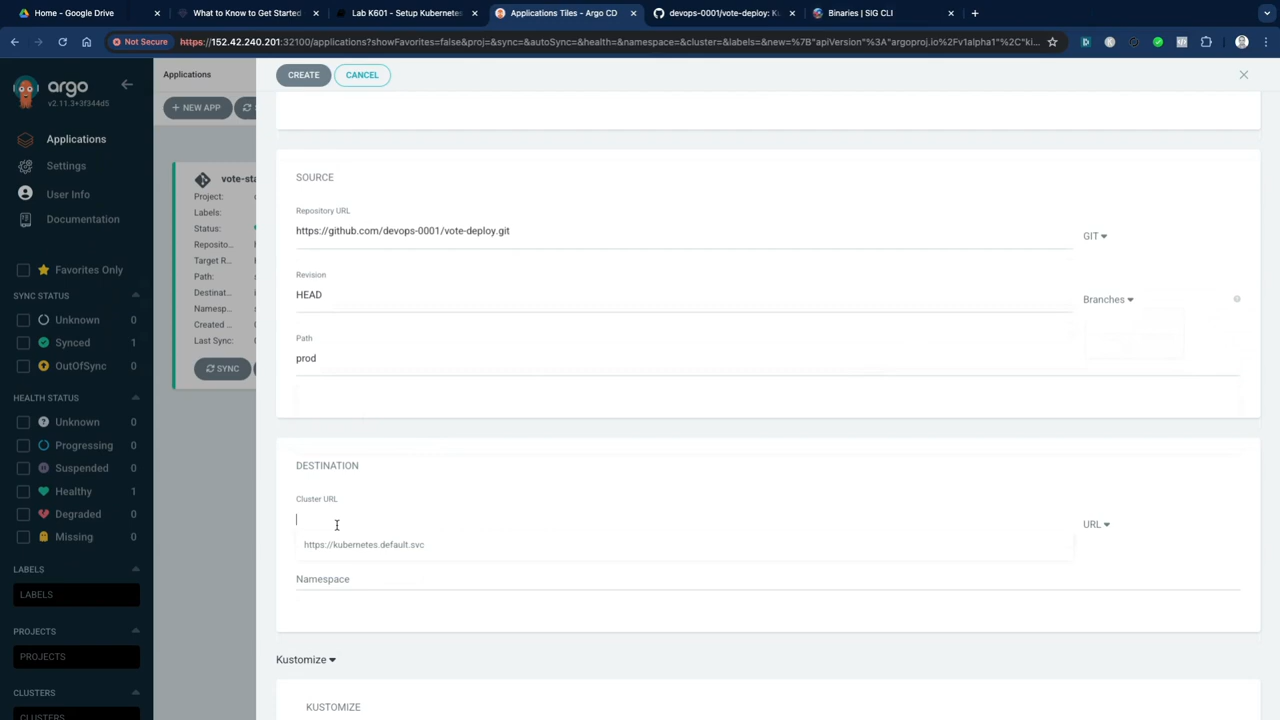 Home - Google Drive
What to Know to Get Started
Lab K601 - Setup Kubernetes
Applications Tiles - Argo CD
devops-0001/vote-deploy: Ku
Binaries | SIG CLI
Not Secure
https://152.42.240.201:32100/applications?showFavorites=false&proj=&sync=&autoSync=&health=&namespace=&cluster=&labels=&new=%7B"apiVersion%3A"argoproj.io%2Fv1alpha1"%2C"ki...
argo
v2.11.3+3f344d5
Applications
Settings
User Info
Documentation
Favorites Only
SYNC STATUS
Unknown 0
Synced 1
OutOfSync 0
HEALTH STATUS
Unknown 0
Progressing 0
Suspended 0
Healthy 1
Degraded 0
Missing 0
LABELS
LABELS
PROJECTS
PROJECTS
CLUSTERS
CLUSTERS
Applications
+ NEW APP
vote-sta
Project:
Labels:
Status:
Reposito...
Target R...
Path:
Destinat...
Namesp...
Created ...
Last Sync:
SYNC
CREATE
CANCEL
SOURCE
Repository URL
https://github.com/devops-0001/vote-deploy.git
GIT
Revision
HEAD
Branches
Path
prod
DESTINATION
Cluster URL
URL
https://kubernetes.default.svc
Namespace
Kustomize
KUSTOMIZE